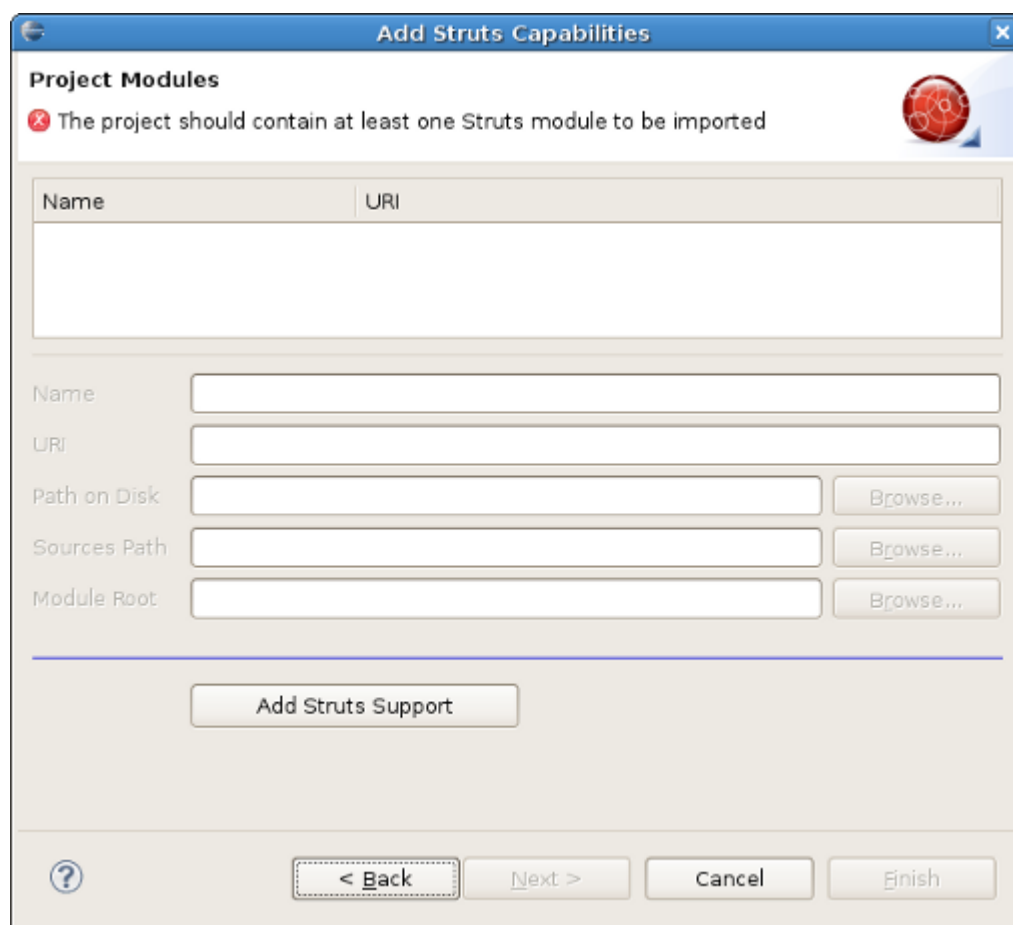 Add Struts Capabilities
Project Modules
The project should contain at least one Struts module to be imported
Name URI
Name
URI
Path on Disk Browse...
Sources Path Browse...
Module Root Browse...
Add Struts Support
? < Back Next > Cancel Finish